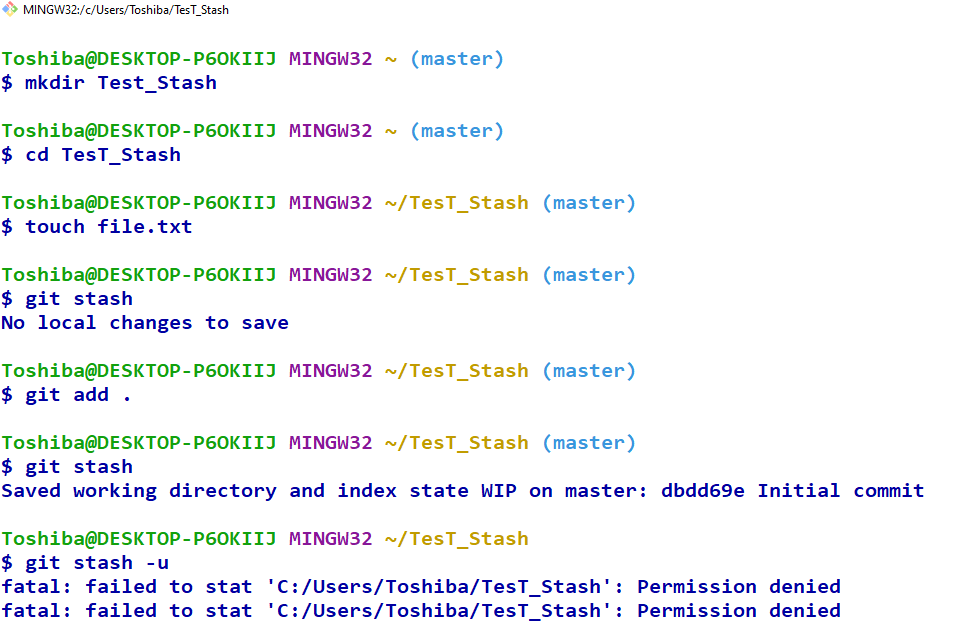 MINGW32:/c/Users/Toshiba/TesT_Stash
Toshiba@DESKTOP-P6OKIIJ MINGW32 ~ (master)
$ mkdir Test_Stash
Toshiba@DESKTOP-P6OKIIJ MINGW32 ~ (master)
$ cd TesT_Stash
Toshiba@DESKTOP-P6OKIIJ MINGW32 ~/TesT_Stash (master)
$ touch file.txt
Toshiba@DESKTOP-P6OKIIJ MINGW32 ~/TesT_Stash (master)
$ git stash
No local changes to save
Toshiba@DESKTOP-P6OKIIJ MINGW32 ~/TesT_Stash (master)
$ git add .
Toshiba@DESKTOP-P6OKIIJ MINGW32 ~/TesT_Stash (master)
$ git stash
Saved working directory and index state WIP on master: dbdd69e Initial commit
Toshiba@DESKTOP-P6OKIIJ MINGW32 ~/TesT_Stash
$ git stash -u
fatal: failed to stat 'C:/Users/Toshiba/TesT_Stash': Permission denied
fatal: failed to stat 'C:/Users/Toshiba/TesT_Stash': Permission denied